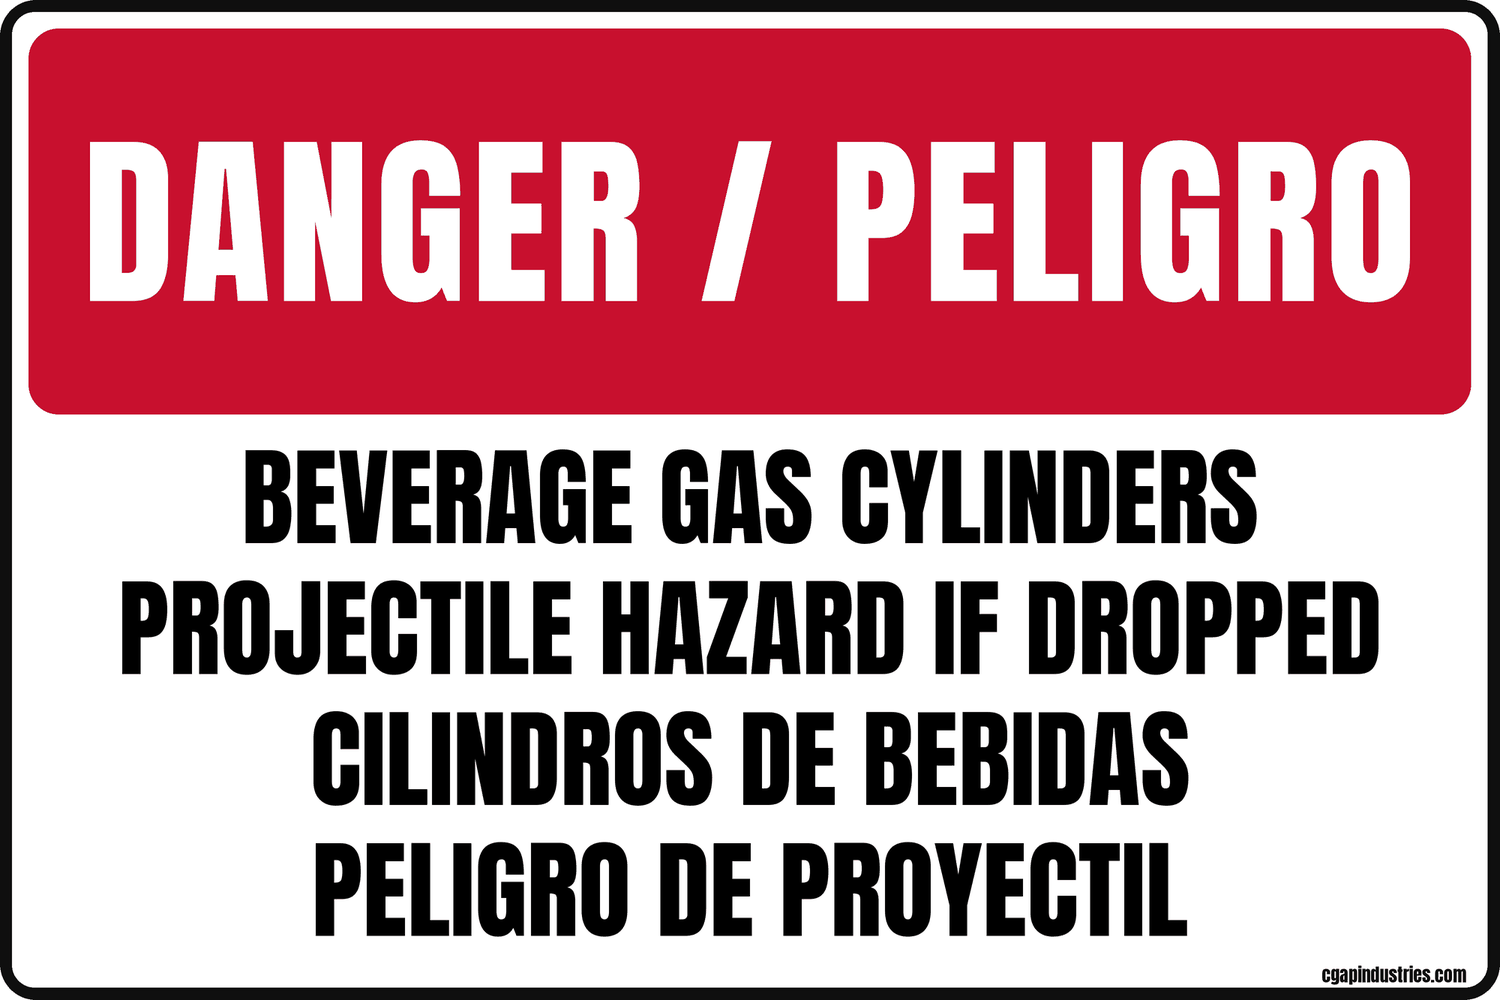 DANGER / PELIGRO
BEVERAGE GAS CYLINDERS
PROJECTILE HAZARD IF DROPPED
CILINDROS DE BEBIDAS
PELIGRO DE PROYECTIL
cgapindustries.com